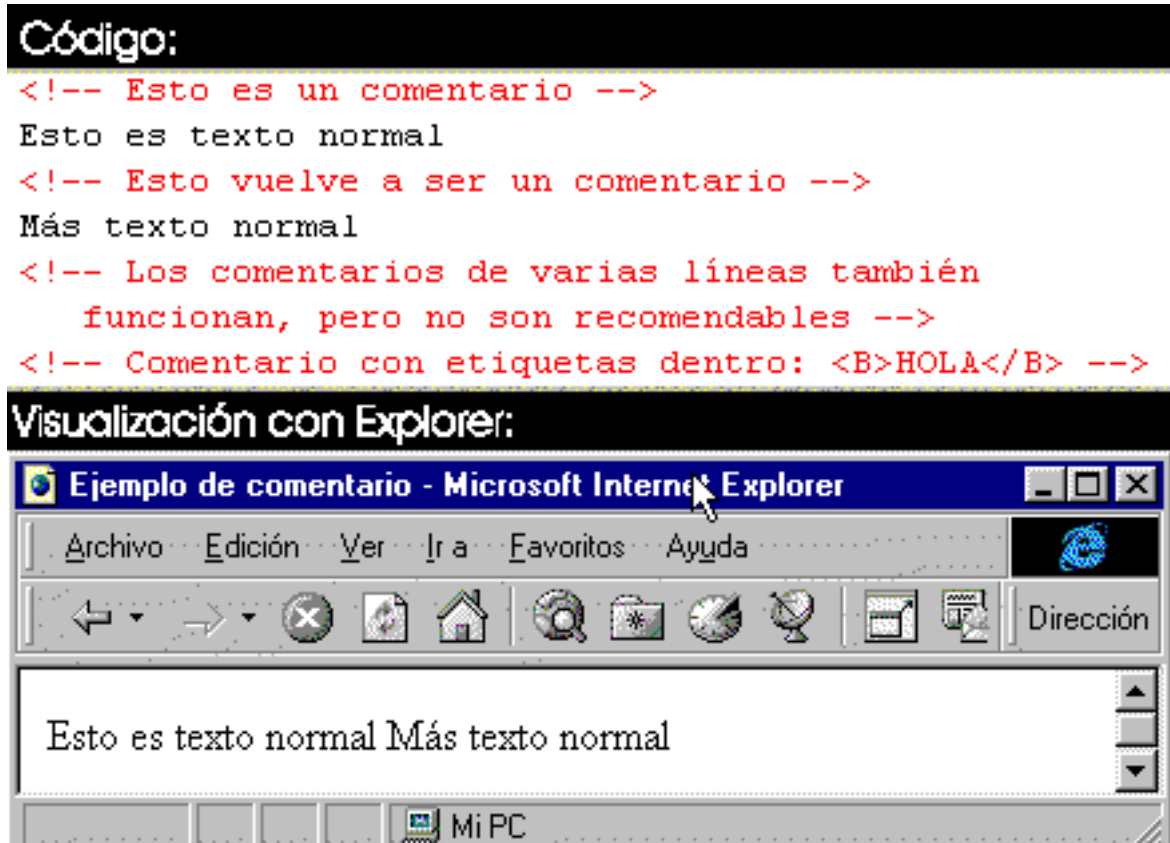 Código:
<!-- Esto es un comentario -->
Esto es texto normal
<!-- Esto vuelve a ser un comentario -->
Más texto normal
<!-- Los comentarios de varias líneas también
funcionan, pero no son recomendables -->
<!-- Comentario con etiquetas dentro: <B>HOLA</B> -->
Visualización con Explorer:
Ejemplo de comentario - Microsoft Internet Explorer
Archivo Edición Ver Ir a Favoritos Ayuda
Dirección
Esto es texto normal Más texto normal
Mi PC